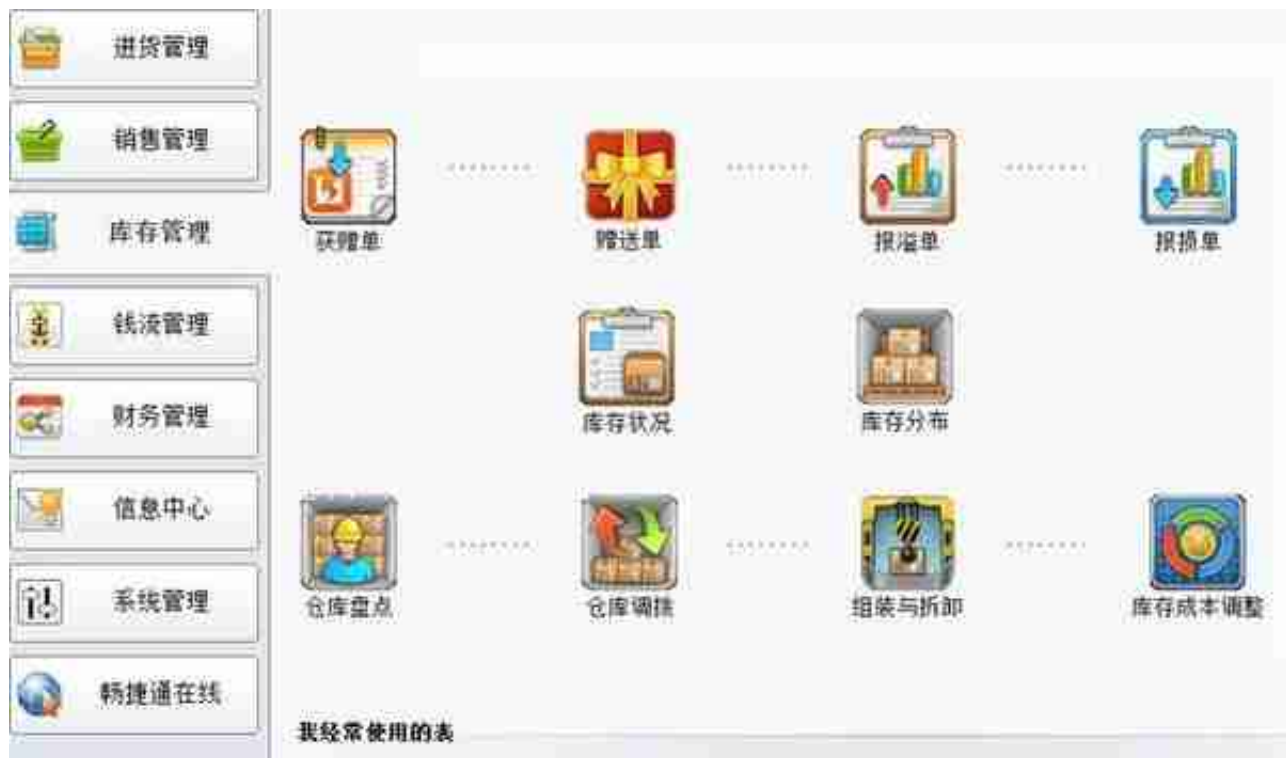 进货管理
销售管理
库存管理
钱流管理
财务管理
信息中心
系统管理
畅捷通在线
获赠单
赠送单
报溢单
报损单
库存状况
库存分布
仓库盘点
仓库调拨
组装与拆卸
库存成本调整
我经常使用的表